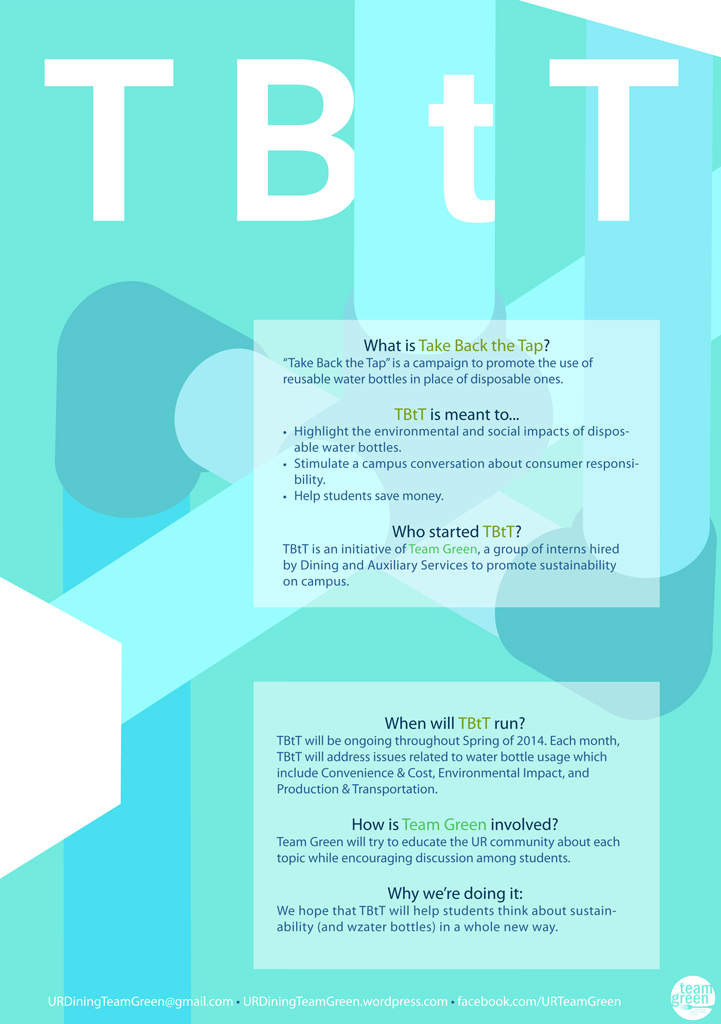 T B t T
What is Take Back the Tap?
“Take Back the Tap” is a campaign to promote the use of
reusable water bottles in place of disposable ones.
TBtT is meant to...
• Highlight the environmental and social impacts of dispos-
able water bottles.
• Stimulate a campus conversation about consumer responsi-
bility.
• Help students save money.
Who started TBtT?
TBtT is an initiative of Team Green, a group of interns hired
by Dining and Auxiliary Services to promote sustainability
on campus.
When will TBtT run?
TBtT will be ongoing throughout Spring of 2014. Each month,
TBtT will address issues related to water bottle usage which
include Convenience & Cost, Environmental Impact, and
Production & Transportation.
How is Team Green involved?
Team Green will try to educate the UR community about each
topic while encouraging discussion among students.
Why we’re doing it:
We hope that TBtT will help students think about sustain-
ability (and wzater bottles) in a whole new way.
URDiningTeamGreen@gmail.com • URDiningTeamGreen.wordpress.com • facebook.com/URTeamGreen
team
green